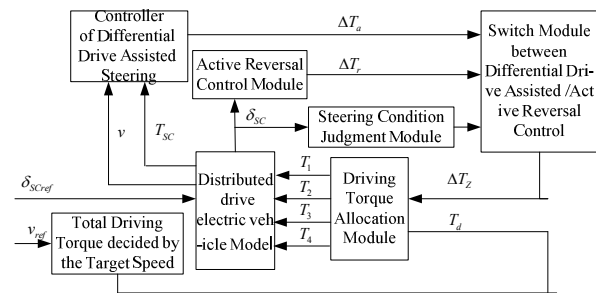 Controller
of Differential
Drive Assisted
Steering
ΔT_a
Switch Module
between
Differential Dri-
ve Assisted /Act
ive Reversal
Control
Active Reversal
Control Module
ΔT_r
v
T_SC
δ_SC
Steering Condition
Judgment Module
δ_SCref
Distributed
drive
electric veh
-icle Model
T_1
T_2
T_3
T_4
Driving
Torque
Allocation
Module
ΔT_Z
T_d
v_ref
Total Driving
Torque decided by
the Target Speed